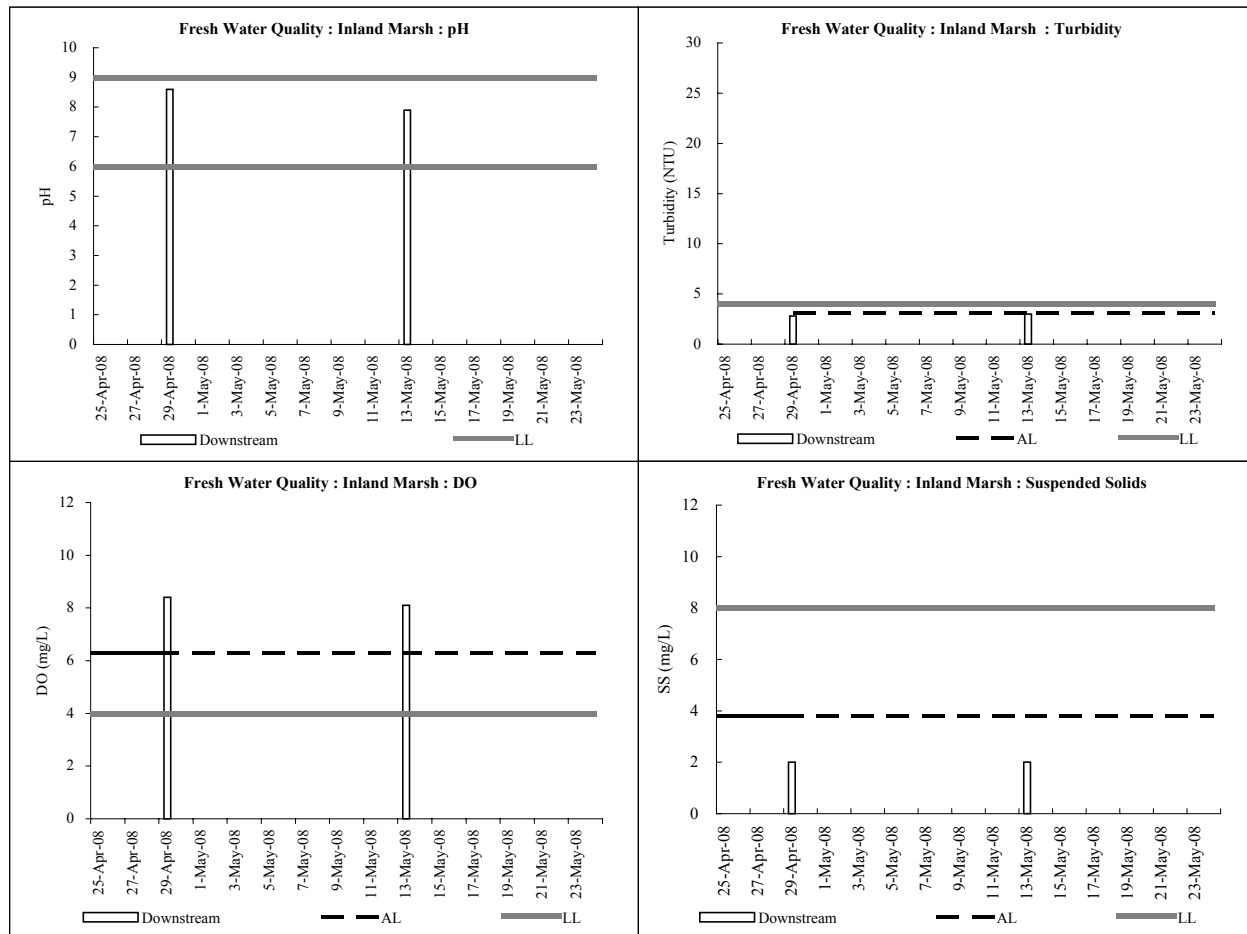 Fresh Water Quality : Inland Marsh : pH
10
9
8
7
6
5
4
3
2
1
0
pH
25-Apr-08
27-Apr-08
29-Apr-08
1-May-08
3-May-08
5-May-08
7-May-08
9-May-08
11-May-08
13-May-08
15-May-08
17-May-08
19-May-08
21-May-08
23-May-08
Downstream LL
Fresh Water Quality : Inland Marsh : Turbidity
30
25
20
15
10
5
0
Turbidity (NTU)
25-Apr-08
27-Apr-08
29-Apr-08
1-May-08
3-May-08
5-May-08
7-May-08
9-May-08
11-May-08
13-May-08
15-May-08
17-May-08
19-May-08
21-May-08
23-May-08
Downstream AL LL
Fresh Water Quality : Inland Marsh : DO
12
10
8
6
4
2
0
DO (mg/L)
25-Apr-08
27-Apr-08
29-Apr-08
1-May-08
3-May-08
5-May-08
7-May-08
9-May-08
11-May-08
13-May-08
15-May-08
17-May-08
19-May-08
21-May-08
23-May-08
Downstream AL LL
Fresh Water Quality : Inland Marsh : Suspended Solids
12
10
8
6
4
2
0
SS (mg/L)
25-Apr-08
27-Apr-08
29-Apr-08
1-May-08
3-May-08
5-May-08
7-May-08
9-May-08
11-May-08
13-May-08
15-May-08
17-May-08
19-May-08
21-May-08
23-May-08
Downstream AL LL